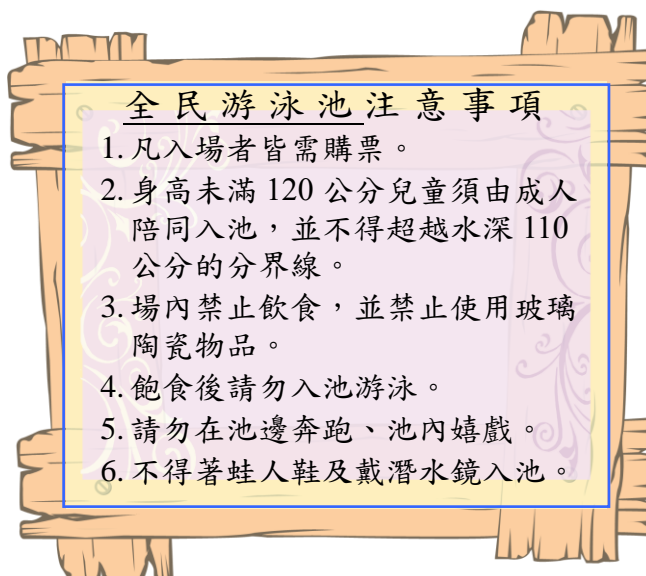 全民游泳池注意事項
1. 凡入場者皆需購票。
2. 身高未滿 120 公分兒童須由成人
陪同入池，並不得超越水深 110
公分的分界線。
3. 場內禁止飲食，並禁止使用玻璃
陶瓷物品。
4. 飽食後請勿入池游泳。
5. 請勿在池邊奔跑、池內嬉戲。
6. 不得著蛙人鞋及戴潛水鏡入池。